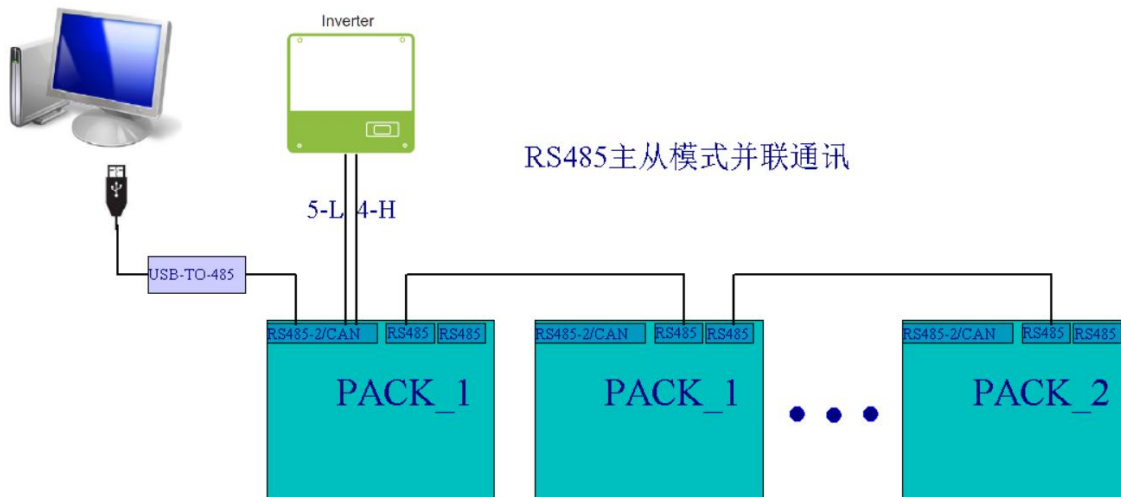 Inverter
RS485主从模式并联通讯
5-L 4-H
USB-TO-485
RS485-2/CAN RS485 RS485
PACK_1
RS485-2/CAN RS485 RS485
PACK_1
RS485-2/CAN RS485 RS485
PACK_2